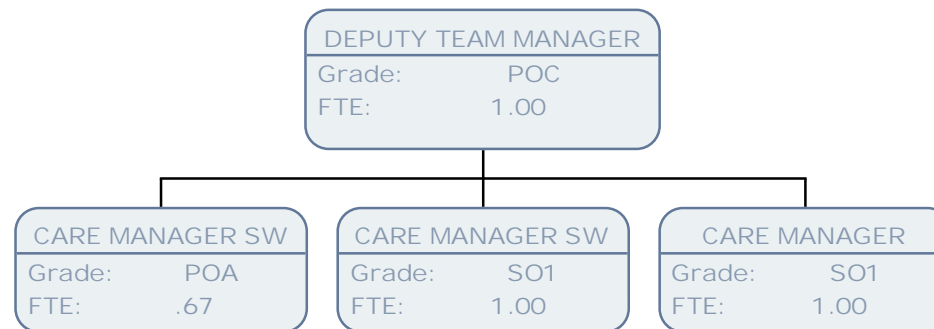 DEPUTY TEAM MANAGER
Grade: POC
FTE: 1.00
CARE MANAGER SW
Grade: POA
FTE: .67
CARE MANAGER SW
Grade: SO1
FTE: 1.00
CARE MANAGER
Grade: SO1
FTE: 1.00